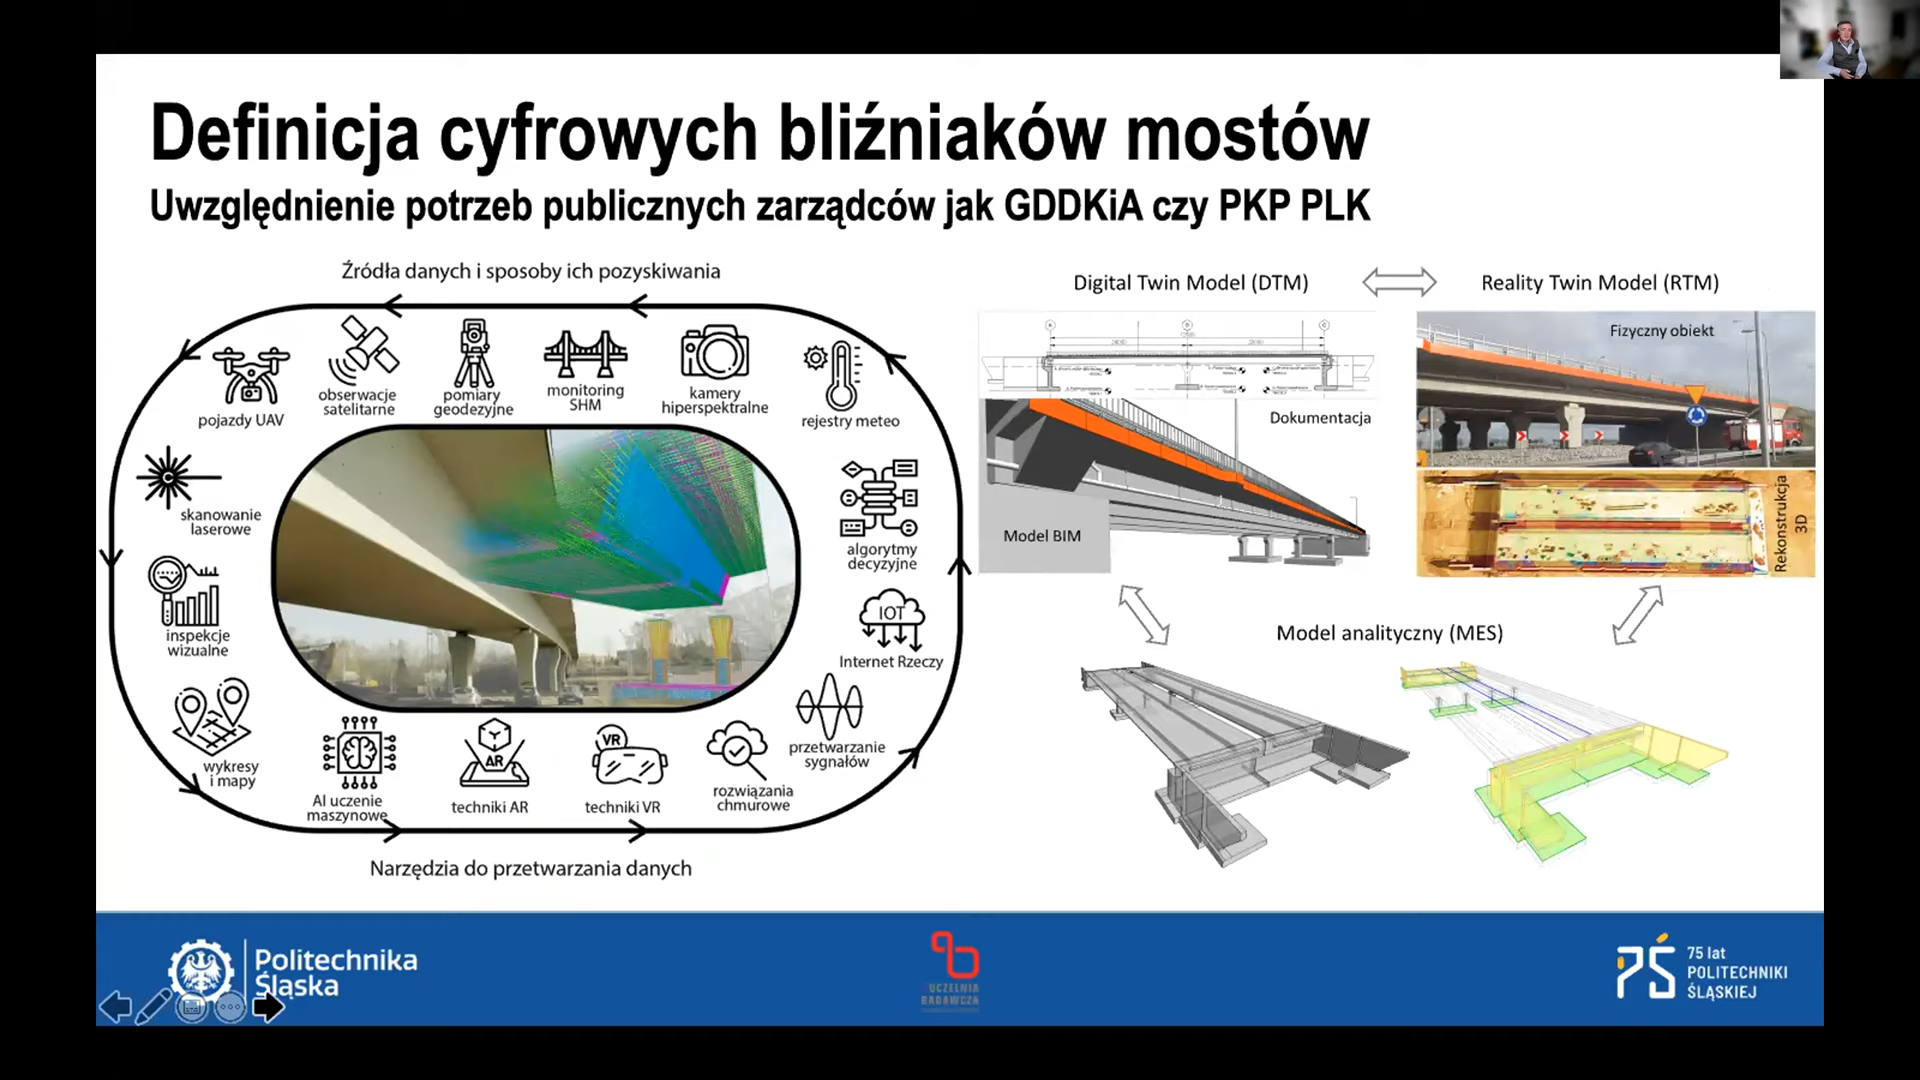 Definicja cyfrowych bliźniaków mostów
Uwzględnienie potrzeb publicznych zarządców jak GDDKiA czy PKP PLK
Źródła danych i sposoby ich pozyskiwania
pojazdy UAV
obserwacje
satelitarne
pomiary
geodezyjne
monitoring
SHM
kamery
hiperspektralne
rejestry meteo
skanowanie
laserowe
algorytmy
decyzyjne
inspekcje
wizualne
IOT
Internet Rzeczy
wykresy
i mapy
AI uczenie
maszynowe
AR
techniki AR
VR
techniki VR
rozwiązania
chmurowe
przetwarzanie
sygnałów
Narzędzia do przetwarzania danych
Digital Twin Model (DTM)
Reality Twin Model (RTM)
Dokumentacja
Model BIM
Fizyczny obiekt
Rekonstrukcja
3D
Model analityczny (MES)
Politechnika
Śląska
UCZELNIA
BADAWCZA
75 lat
POLITECHNIKI
ŚLĄSKIEJ